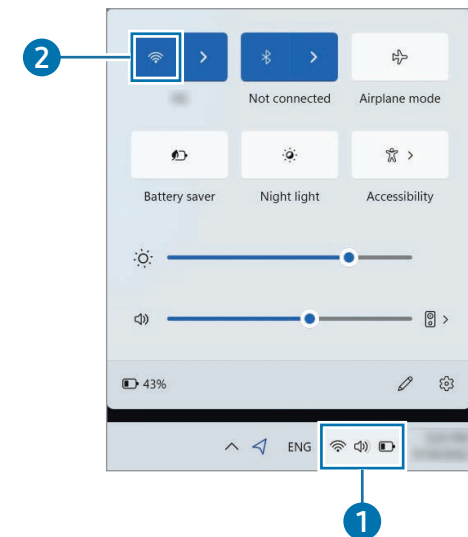 2
Not connected
Airplane mode
Battery saver
Night light
Accessibility
43%
ENG
1